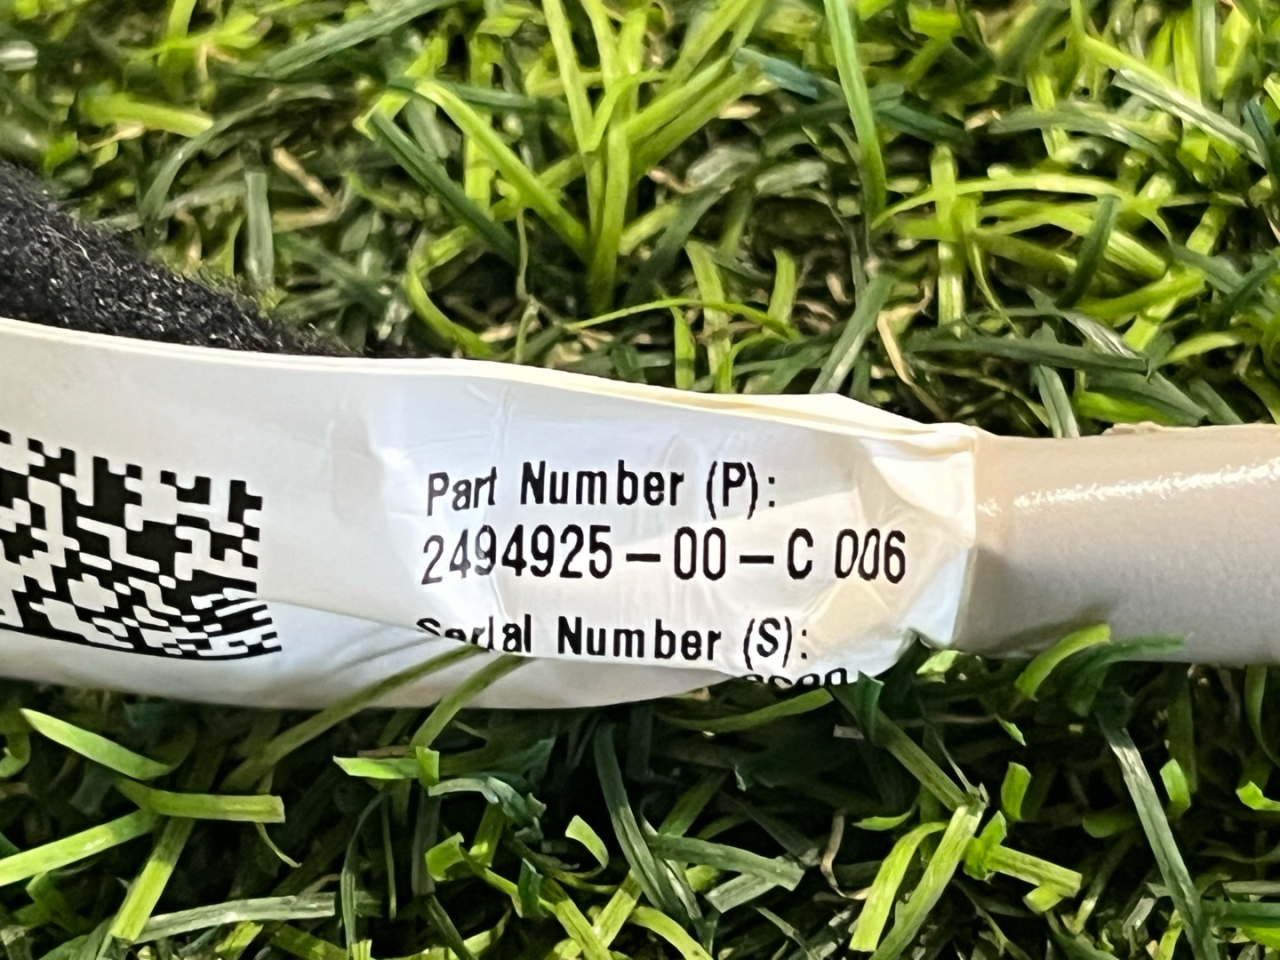 Part Number (P):
2494925-00-C 006
Serial Number (S):